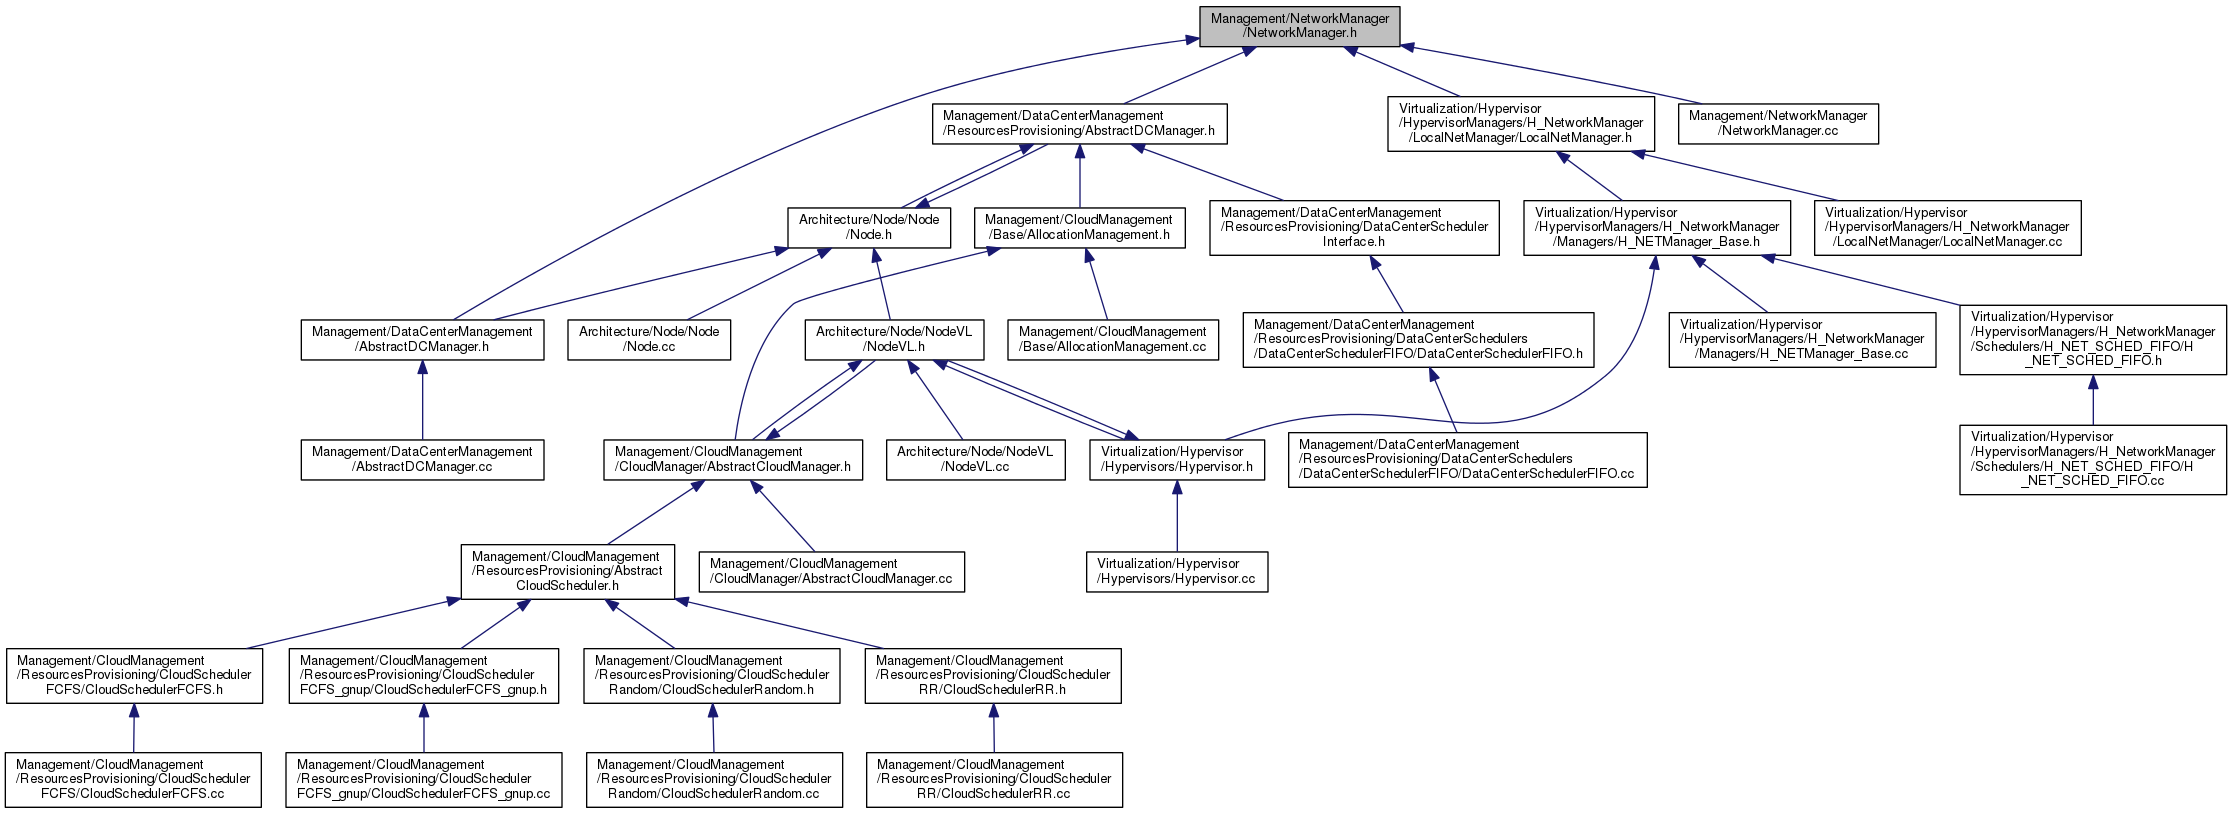 Management/NetworkManager
/NetworkManager.h
Management/DataCenterManagement
/ResourcesProvisioning/AbstractDCManager.h
Virtualization/Hypervisor
/HypervisorManagers/H_NetworkManager
/LocalNetManager/LocalNetManager.h
Management/NetworkManager
/NetworkManager.cc
Architecture/Node/Node
/Node.h
Management/CloudManagement
/Base/AllocationManagement.h
Management/DataCenterManagement
/ResourcesProvisioning/DataCenterScheduler
Interface.h
Virtualization/Hypervisor
/HypervisorManagers/H_NetworkManager
/Managers/H_NETManager_Base.h
Virtualization/Hypervisor
/HypervisorManagers/H_NetworkManager
/LocalNetManager/LocalNetManager.cc
Management/DataCenterManagement
/AbstractDCManager.h
Architecture/Node/Node
/Node.cc
Architecture/Node/NodeVL
/NodeVL.h
Management/CloudManagement
/Base/AllocationManagement.cc
Management/DataCenterManagement
/ResourcesProvisioning/DataCenterSchedulers
/DataCenterSchedulerFIFO/DataCenterSchedulerFIFO.h
Virtualization/Hypervisor
/HypervisorManagers/H_NetworkManager
/Managers/H_NETManager_Base.cc
Virtualization/Hypervisor
/HypervisorManagers/H_NetworkManager
/Schedulers/H_NET_SCHED_FIFO/H
_NET_SCHED_FIFO.h
Management/DataCenterManagement
/AbstractDCManager.cc
Management/CloudManagement
/CloudManager/AbstractCloudManager.h
Architecture/Node/NodeVL
/NodeVL.cc
Virtualization/Hypervisor
/Hypervisors/Hypervisor.h
Management/DataCenterManagement
/ResourcesProvisioning/DataCenterSchedulers
/DataCenterSchedulerFIFO/DataCenterSchedulerFIFO.cc
Virtualization/Hypervisor
/HypervisorManagers/H_NetworkManager
/Schedulers/H_NET_SCHED_FIFO/H
_NET_SCHED_FIFO.cc
Management/CloudManagement
/ResourcesProvisioning/Abstract
CloudScheduler.h
Management/CloudManagement
/CloudManager/AbstractCloudManager.cc
Virtualization/Hypervisor
/Hypervisors/Hypervisor.cc
Management/CloudManagement
/ResourcesProvisioning/CloudScheduler
FCFS/CloudSchedulerFCFS.h
Management/CloudManagement
/ResourcesProvisioning/CloudScheduler
FCFS_gnup/CloudSchedulerFCFS_gnup.h
Management/CloudManagement
/ResourcesProvisioning/CloudScheduler
Random/CloudSchedulerRandom.h
Management/CloudManagement
/ResourcesProvisioning/CloudScheduler
RR/CloudSchedulerRR.h
Management/CloudManagement
/ResourcesProvisioning/CloudScheduler
FCFS/CloudSchedulerFCFS.cc
Management/CloudManagement
/ResourcesProvisioning/CloudScheduler
FCFS_gnup/CloudSchedulerFCFS_gnup.cc
Management/CloudManagement
/ResourcesProvisioning/CloudScheduler
Random/CloudSchedulerRandom.cc
Management/CloudManagement
/ResourcesProvisioning/CloudScheduler
RR/CloudSchedulerRR.cc